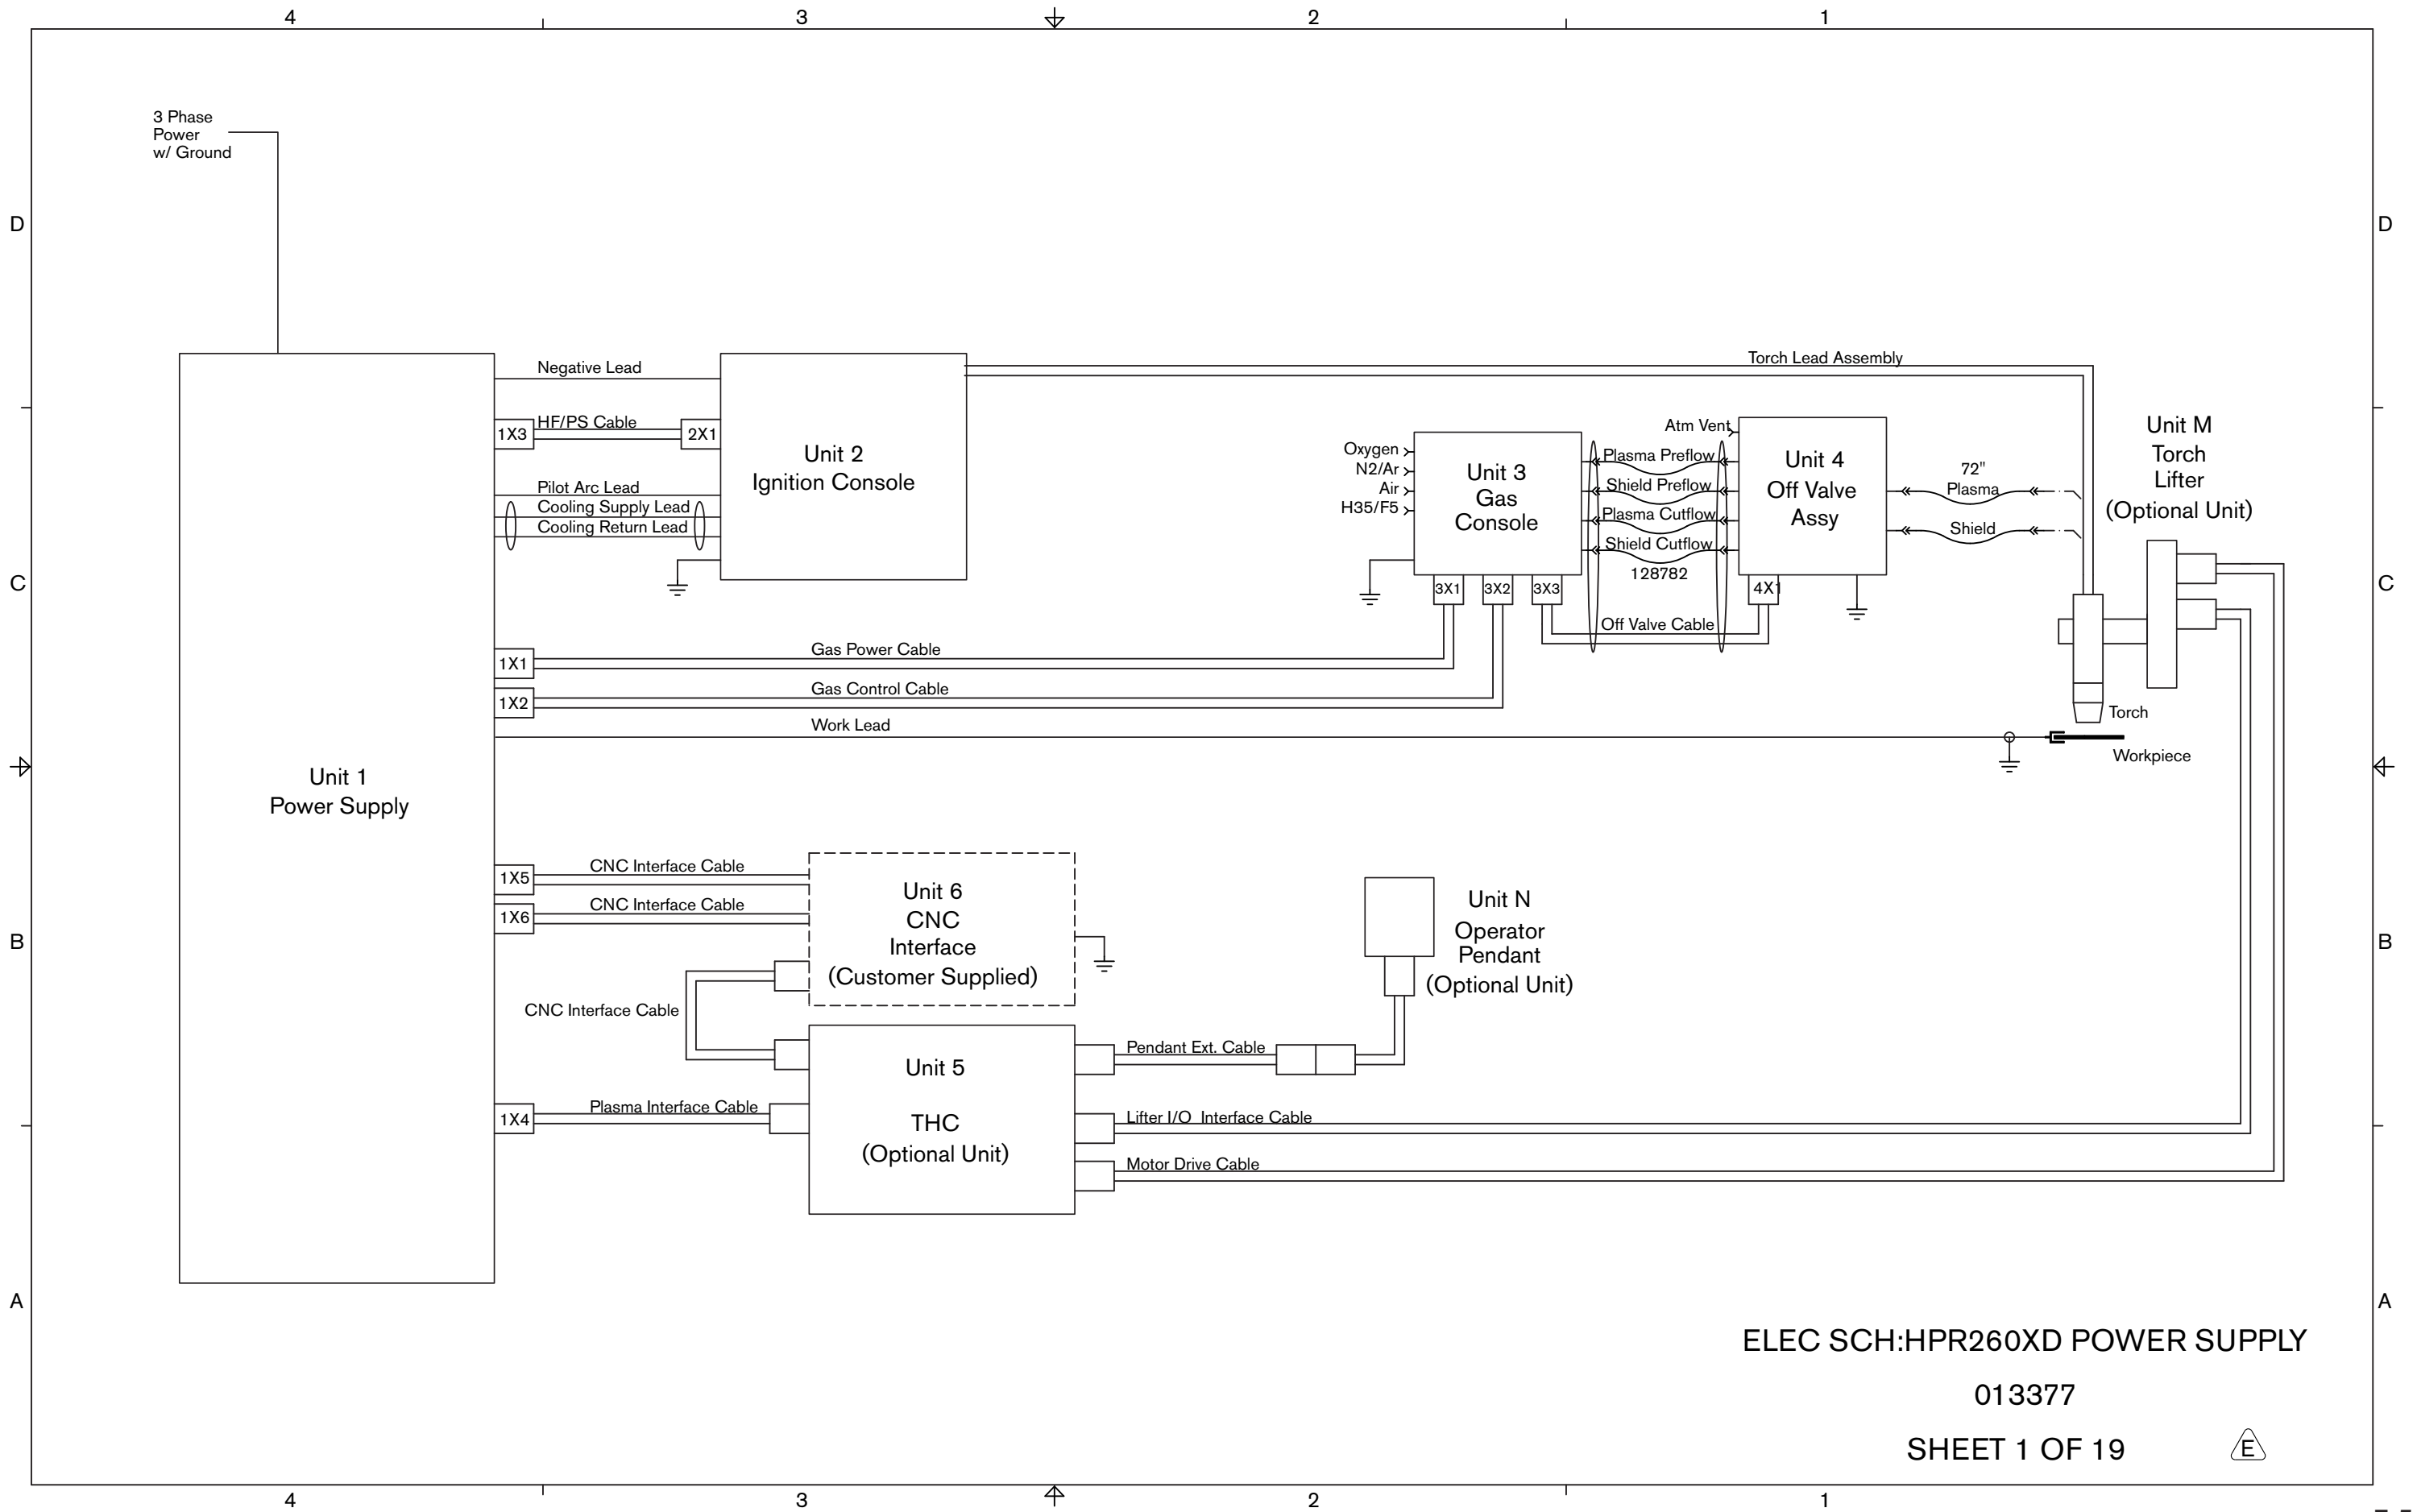 4 3 2 1
3 Phase
Power
w/ Ground
D D
Negative Lead
Torch Lead Assembly
HF/PS Cable
1X3 2X1
Unit 2
Ignition Console
Pilot Arc Lead
Cooling Supply Lead
Cooling Return Lead
Oxygen
N2/Ar
Air
H35/F5
Unit 3
Gas
Console
Atm Vent
Plasma Preflow
Shield Preflow
Plasma Cutflow
Shield Cutflow
128782
Unit 4
Off Valve
Assy
72"
Plasma
Shield
Unit M
Torch
Lifter
(Optional Unit)
C C
3X1 3X2 3X3 4X1
Off Valve Cable
1X1 Gas Power Cable
1X2 Gas Control Cable
Work Lead
Torch
Workpiece
Unit 1
Power Supply
1X5 CNC Interface Cable
1X6 CNC Interface Cable
Unit 6
CNC
Interface
(Customer Supplied)
Unit N
Operator
Pendant
(Optional Unit)
B B
CNC Interface Cable
Unit 5
THC
(Optional Unit)
Pendant Ext. Cable
1X4 Plasma Interface Cable
Lifter I/O Interface Cable
Motor Drive Cable
A A
ELEC SCH:HPR260XD POWER SUPPLY
013377
SHEET 1 OF 19
E
4 3 2 1